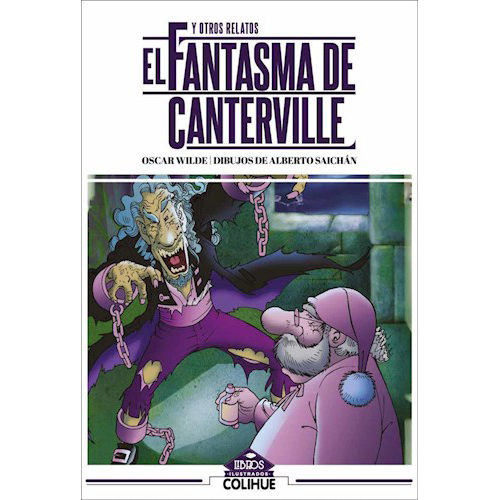 Y OTROS RELATOS
EL FANTASMA DE
CANTERVILLE
OSCAR WILDE | DIBUJOS DE ALBERTO SAICHÁN
LIBROS
ILUSTRADOS
COLIHUE